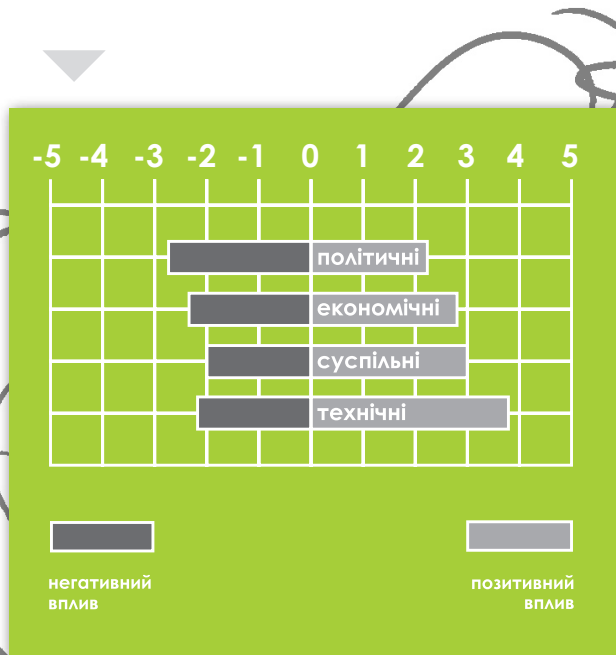 -5 -4 -3 -2 -1 0 1 2 3 4 5
політичні
економічні
суспільні
технічні
негативний
вплив
позитивний
вплив